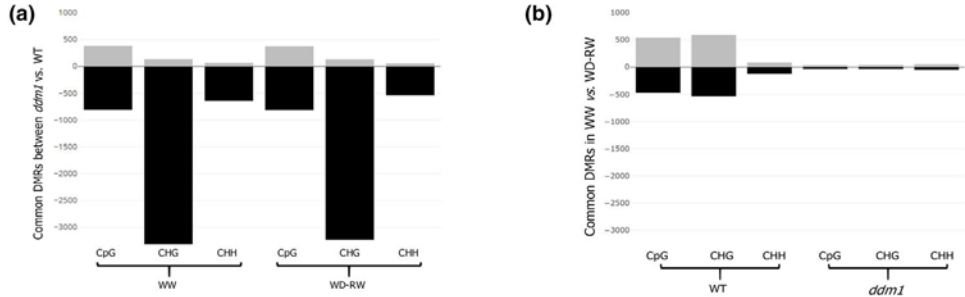 (a)
Common DMRs between ddm1 vs. WT
1000
500
0
−500
−1000
−1500
−2000
−2500
−3000
CpG CHG CHH CpG CHG CHH
WW WD-RW
(b)
Common DMRs in WW vs. WD-RW
1000
500
0
−500
−1000
−1500
−2000
−2500
−3000
CpG CHG CHH CpG CHG CHH
WT ddm1